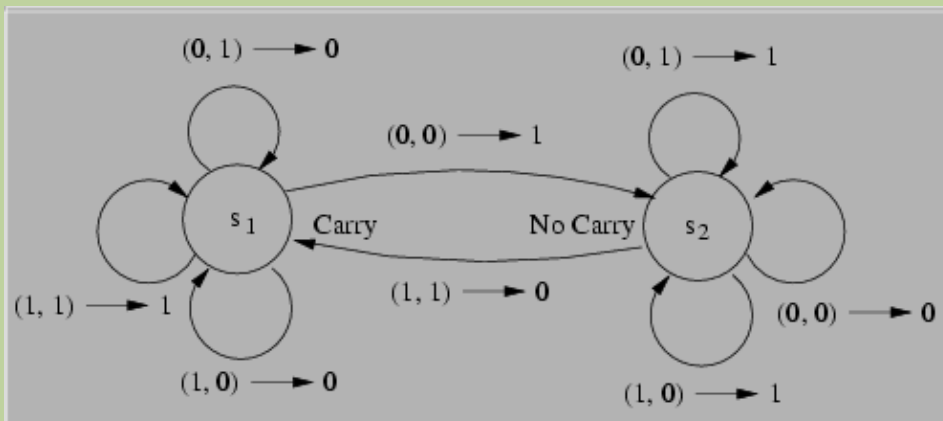 (0, 1) → 0
(0, 1) → 1
(0, 0) → 1
s1
Carry
No Carry
s2
(1, 1) → 0
(1, 1) → 1
(0, 0) → 0
(1, 0) → 0
(1, 0) → 1